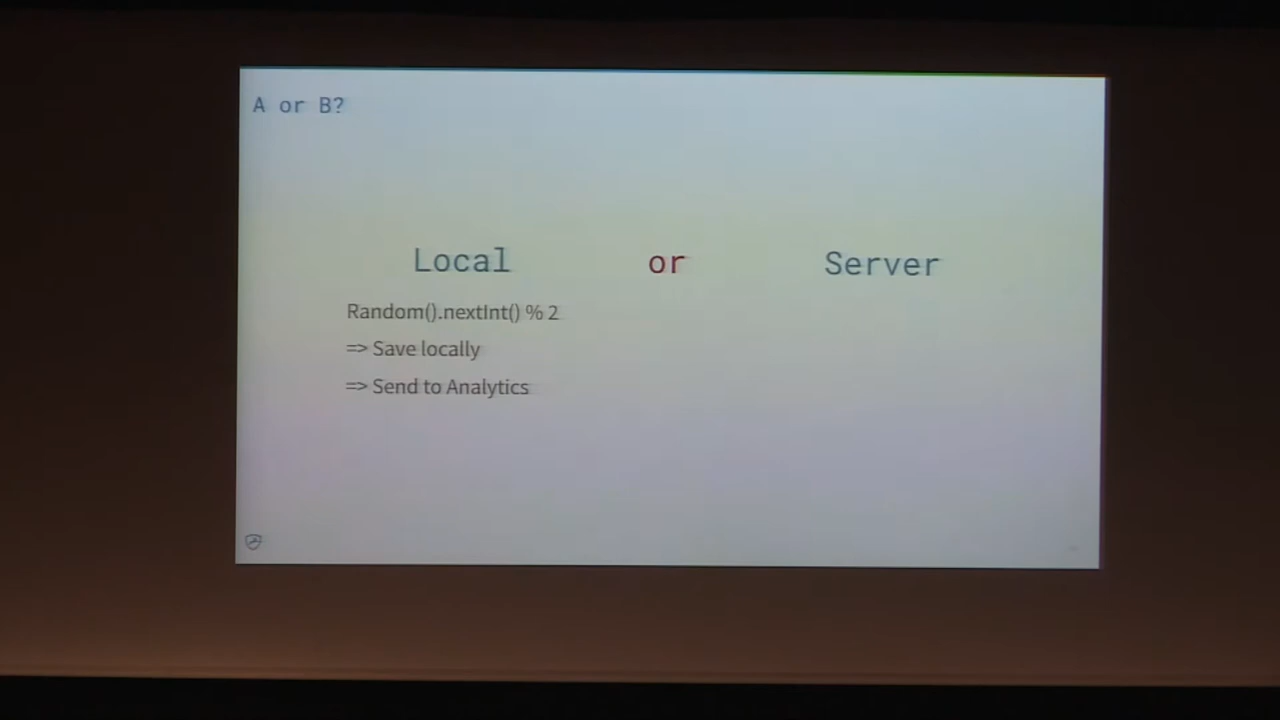 A or B?
Local or Server
Random().nextInt() % 2
=> Save locally
=> Send to Analytics